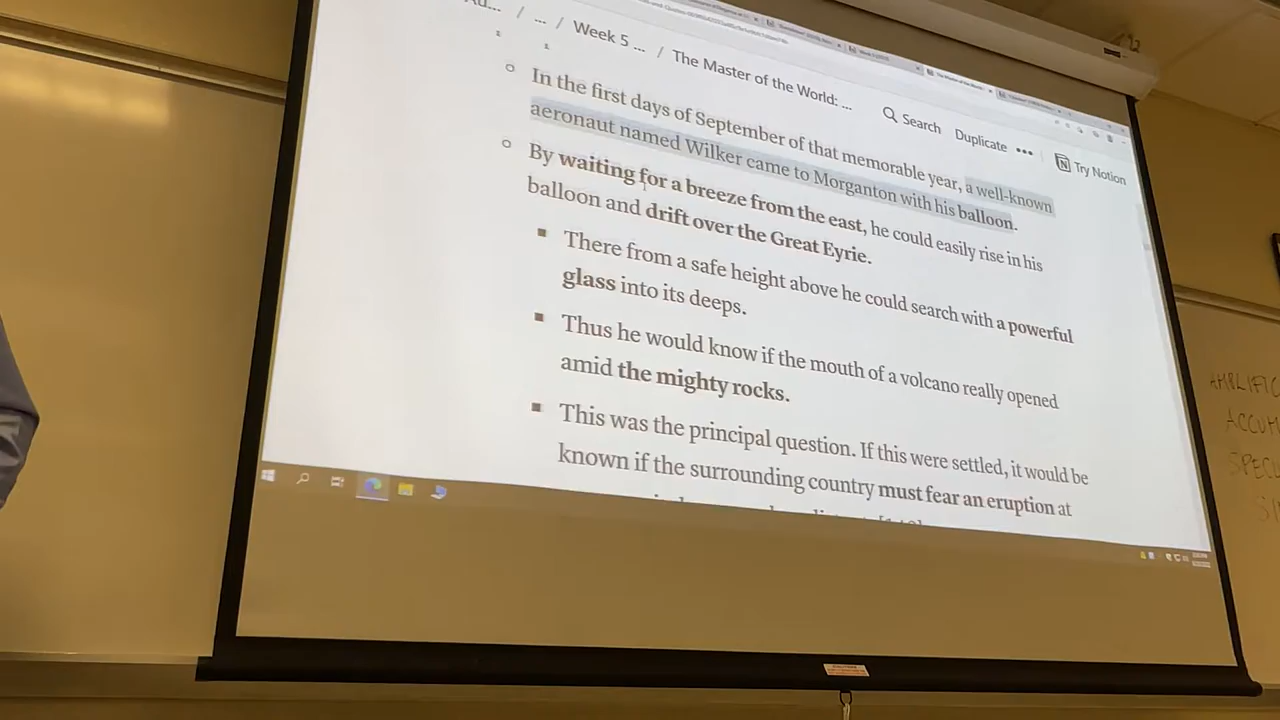 / ... / Week 5 ... / The Master of the World: ...
Search Duplicate ••• Try Notion
In the first days of September of that memorable year, a well-known
aeronaut named Wilker came to Morganton with his balloon.
By waiting for a breeze from the east, he could easily rise in his
balloon and drift over the Great Eyrie.
There from a safe height above he could search with a powerful
glass into its deeps.
Thus he would know if the mouth of a volcano really opened
amid the mighty rocks.
This was the principal question. If this were settled, it would be
known if the surrounding country must fear an eruption at